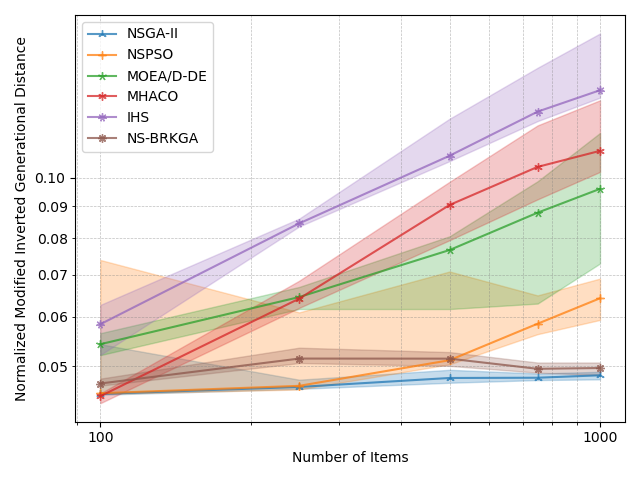 Normalized Modified Inverted Generational Distance
NSGA-II
NSPSO
MOEA/D-DE
MHACO
IHS
NS-BRKGA
0.10
0.09
0.08
0.07
0.06
0.05
100
1000
Number of Items